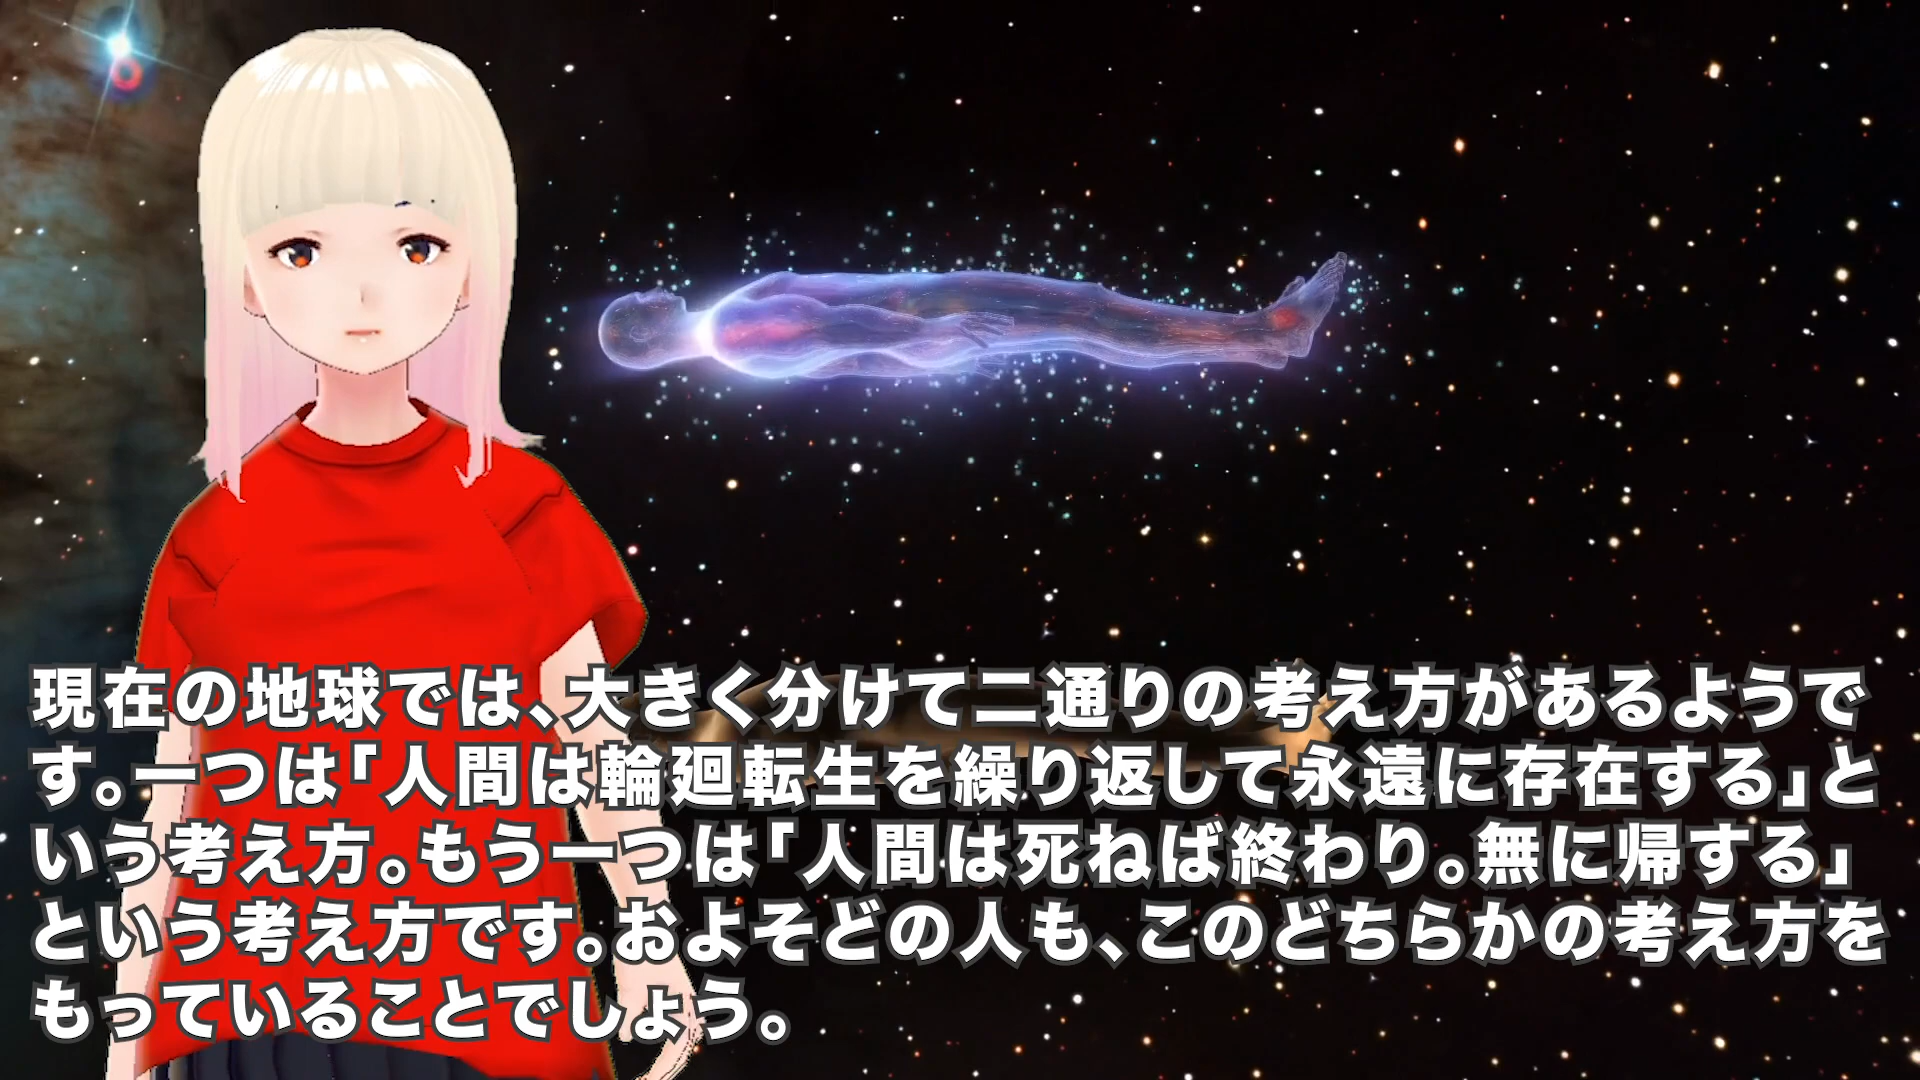 現在の地球では、大きく分けて二通りの考え方があるようで
す。一つは「人間は輪廻転生を繰り返して永遠に存在する」と
いう考え方。もう一つは「人間は死ねば終わり。無に帰する」
という考え方です。およそどの人も、このどちらかの考え方を
もっていることでしょう。